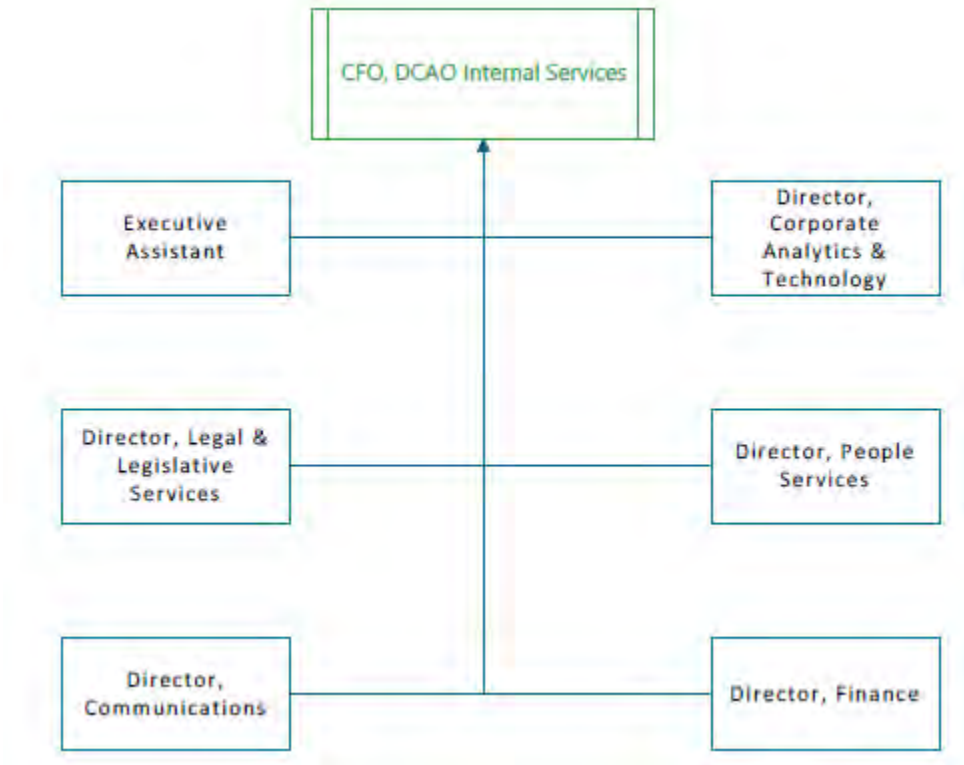 CFO, DCAO Internal Services
Executive
Assistant
Director,
Corporate
Analytics &
Technology
Director, Legal &
Legislative
Services
Director, People
Services
Director,
Communications
Director, Finance